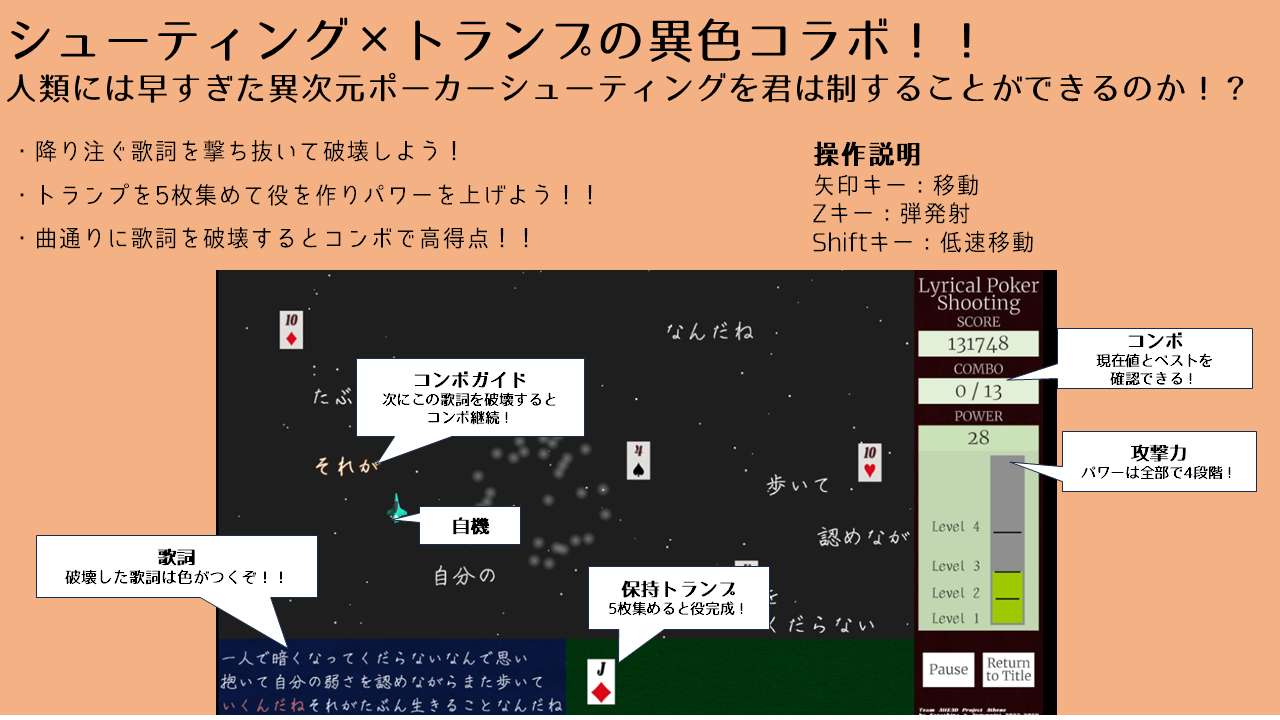 シューティング×トランプの異色コラボ！！
人類には早すぎた異次元ポーカーシューティングを君は制することができるのか！？
・降り注ぐ歌詞を撃ち抜いて破壊しよう！
・トランプを5枚集めて役を作りパワーを上げよう！！
・曲通りに歌詞を破壊するとコンボで高得点！！
操作説明
矢印キー：移動
Zキー：弾発射
Shiftキー：低速移動
10
なんだね
たぶ
コンボガイド
次にこの歌詞を破壊すると
コンボ継続！
それが
4
10
歩いて
認めなが
自機
自分の
を
くだらない
歌詞
破壊した歌詞は色がつくぞ！！
保持トランプ
5枚集めると役完成！
一人で暗くなってくだらないなんで思い
抱いて自分の弱さを認めながらまた歩いて
いくんだねそれがたぶん生きることなんだね
J
Lyrical Poker
Shooting
SCORE
131748
COMBO
0 / 13
POWER
28
Level 4
Level 3
Level 2
Level 1
Pause
Return
to Title
コンボ
現在値とベストを
確認できる！
攻撃力
パワーは全部で4段階！
Team AHEAD Project Athene